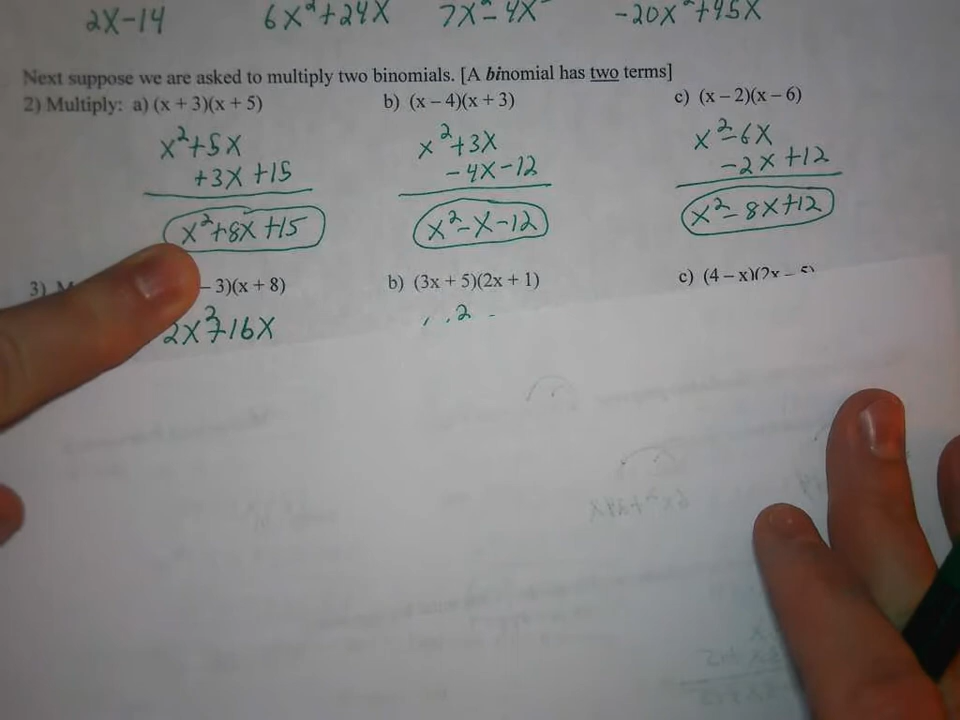 2x-14 6x²+24x 7x²-4x -20x²+45x
Next suppose we are asked to multiply two binomials. [A binomial has two terms]
2) Multiply: a) (x + 3)(x + 5) b) (x – 4)(x + 3) c) (x – 2)(x – 6)
x²+5x x²+3x x²-6x
+3x +15 -4x-12 -2x +12
x²+8x+15 x²-x-12 x²-8x+12
3) – 3)(x + 8) b) (3x + 5)(2x + 1) c) (4 – x)(2x –
2x²+16x